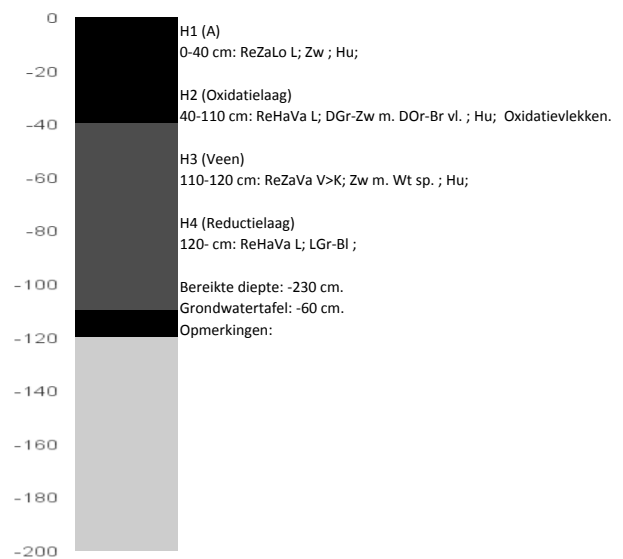 0
-20
-40
-60
-80
-100
-120
-140
-160
-180
-200
H1 (A)
0-40 cm: ReZaLo L; Zw ; Hu;
H2 (Oxidatielaag)
40-110 cm: ReHaVa L; DGr-Zw m. DOr-Br vl. ; Hu; Oxidatievlekken.
H3 (Veen)
110-120 cm: ReZaVa V>K; Zw m. Wt sp. ; Hu;
H4 (Reductielaag)
120- cm: ReHaVa L; LGr-Bl ;
Bereikte diepte: -230 cm.
Grondwatertafel: -60 cm.
Opmerkingen: